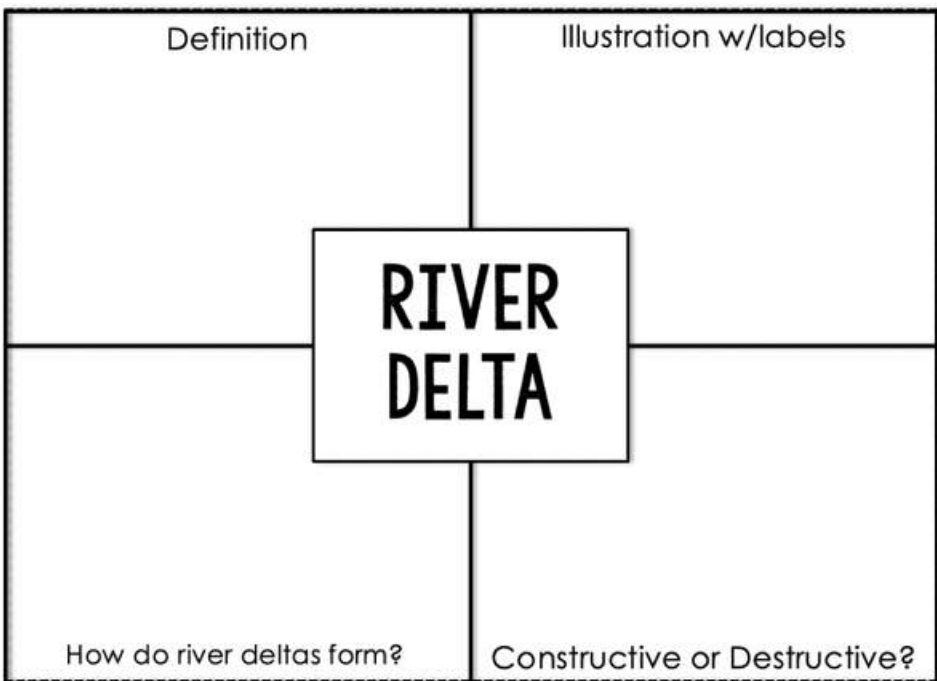 Definition
Illustration w/labels
RIVER
DELTA
How do river deltas form?
Constructive or Destructive?